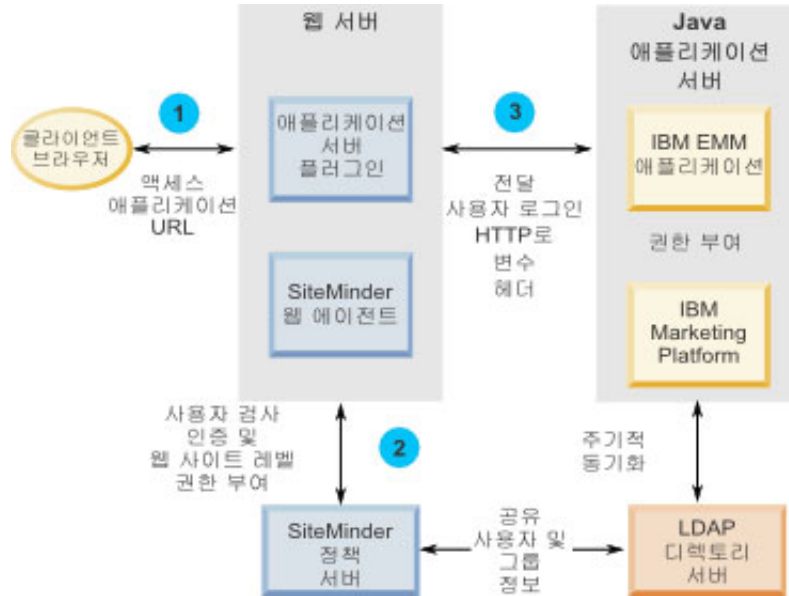 웹 서버
Java
애플리케이션
서버
1
3
클라이언트
브라우저
액세스
애플리케이션
URL
애플리케이션
서버
플러그인
전달
사용자 로그인
HTTP로
변수
헤더
IBM EMM
애플리케이션
권한 부여
SiteMinder
웹 에이전트
IBM
Marketing
Platform
사용자 검사
인증 및
웹 사이트 레벨
권한 부여
2
주기적
동기화
SiteMinder
정책
서버
공유
사용자 및
그룹
정보
LDAP
디렉토리
서버